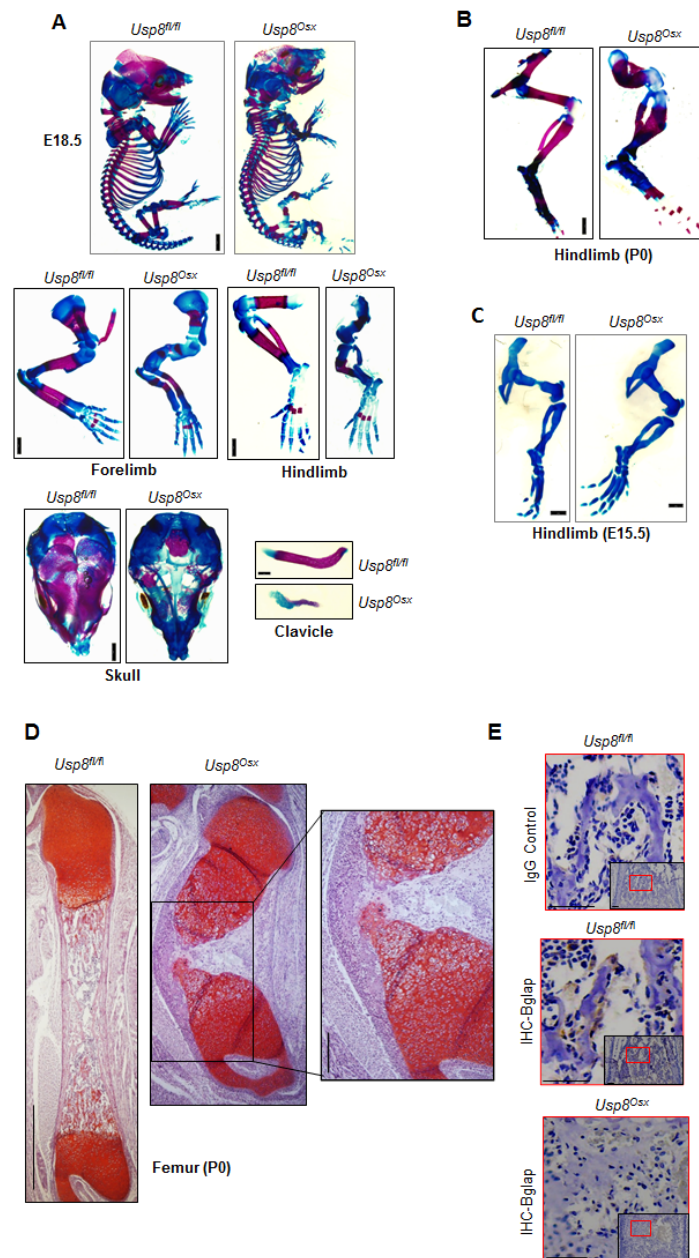 A
Usp8fl/fl
Usp8Osx
E18.5
Usp8fl/fl
Usp8Osx
Usp8fl/fl
Usp8Osx
Forelimb
Hindlimb
Usp8fl/fl
Usp8Osx
Skull
Usp8fl/fl
Usp8Osx
Clavicle
B
Usp8fl/fl
Usp8Osx
Hindlimb (P0)
C
Usp8fl/fl
Usp8Osx
Hindlimb (E15.5)
D
Usp8fl/fl
Usp8Osx
Femur (P0)
E
Usp8fl/fl
IgG Control
Usp8fl/fl
IHC-Bglap
Usp8Osx
IHC-Bglap